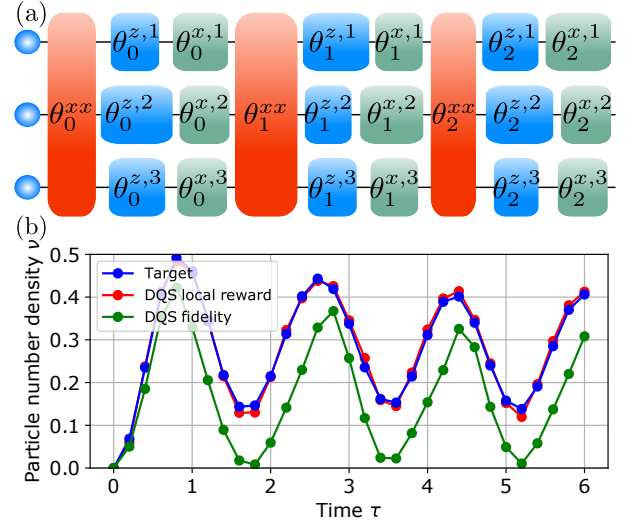 (a)
θ_0^{z,1} θ_0^{x,1} θ_1^{z,1} θ_1^{x,1} θ_2^{z,1} θ_2^{x,1}
θ_0^{xx} θ_0^{z,2} θ_0^{x,2} θ_1^{xx} θ_1^{z,2} θ_1^{x,2} θ_2^{xx} θ_2^{z,2} θ_2^{x,2}
θ_0^{z,3} θ_0^{x,3} θ_1^{z,3} θ_1^{x,3} θ_2^{z,3} θ_2^{x,3}
(b)
Particle number density ν
0.5
0.4
0.3
0.2
0.1
0.0
Target
DQS local reward
DQS fidelity
0 1 2 3 4 5 6
Time τ